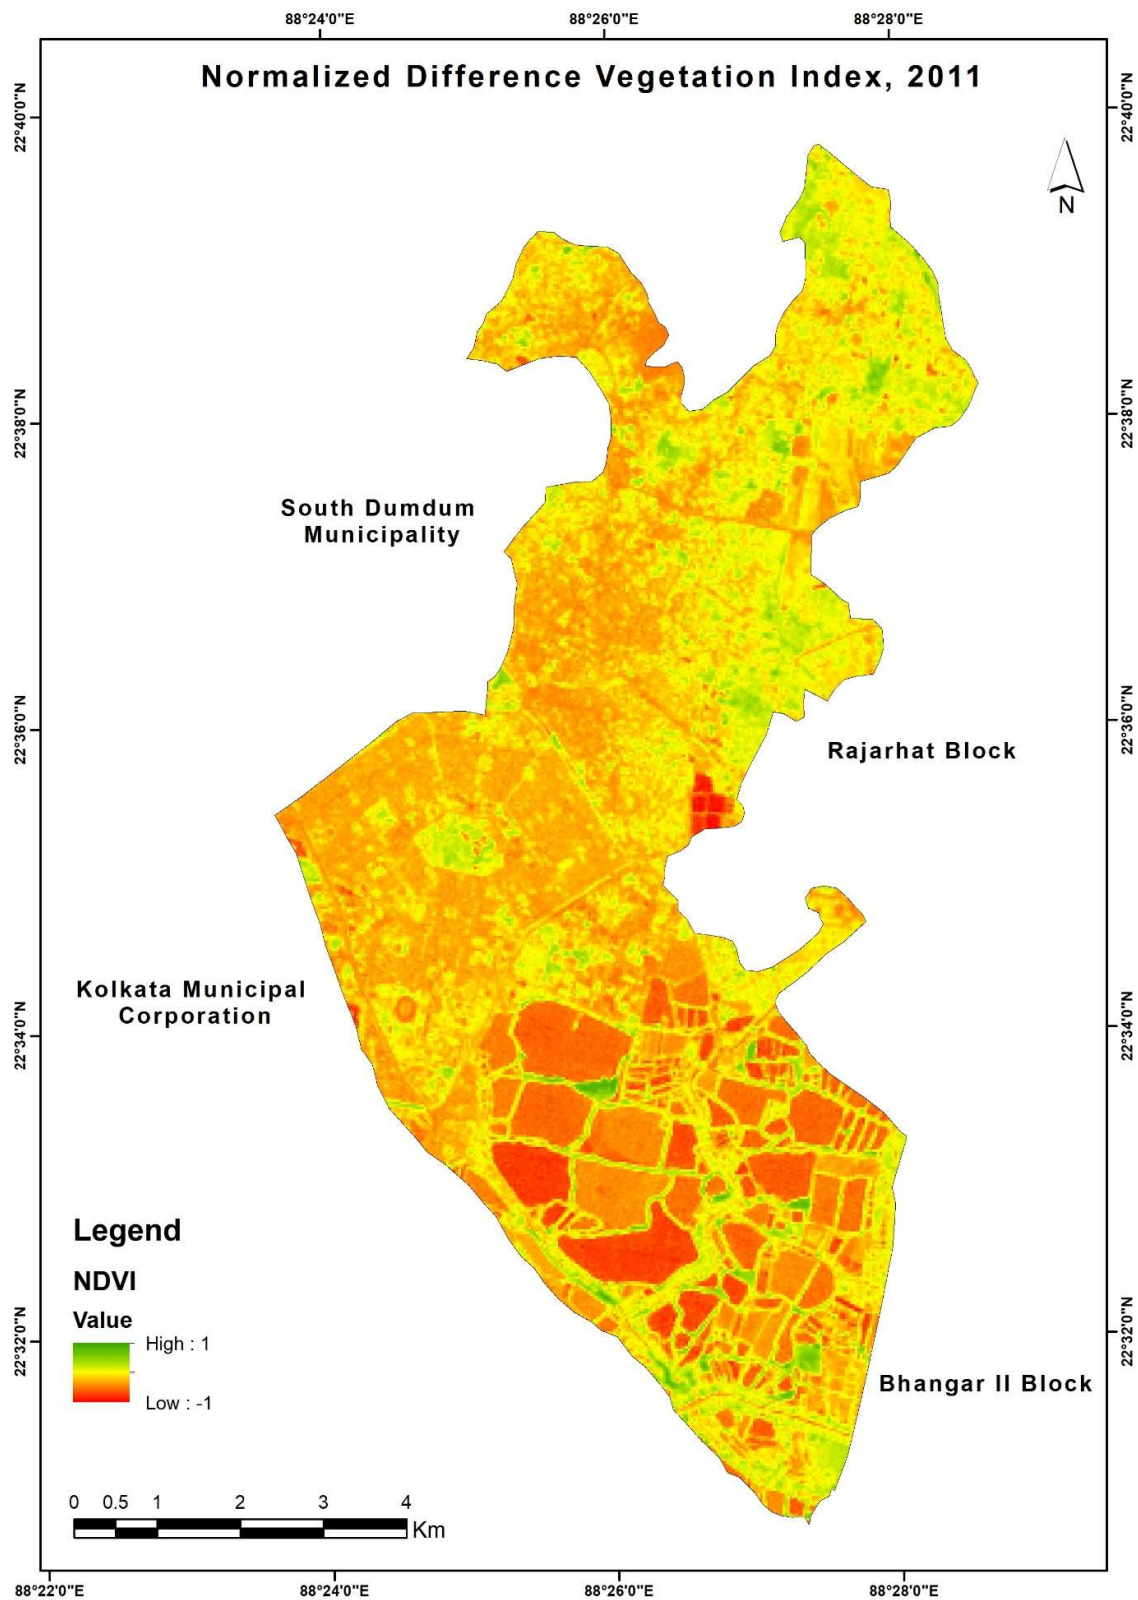 88°24'0"E
88°26'0"E
88°28'0"E
Normalized Difference Vegetation Index, 2011
22°40'0"N
22°40'0"N
N
22°38'0"N
22°38'0"N
South Dumdum
Municipality
22°36'0"N
22°36'0"N
Rajarhat Block
Kolkata Municipal
Corporation
22°34'0"N
22°34'0"N
Legend
NDVI
Value
High : 1
Low : -1
22°32'0"N
22°32'0"N
Bhangar II Block
0 0.5 1 2 3 4
Km
88°22'0"E
88°24'0"E
88°26'0"E
88°28'0"E